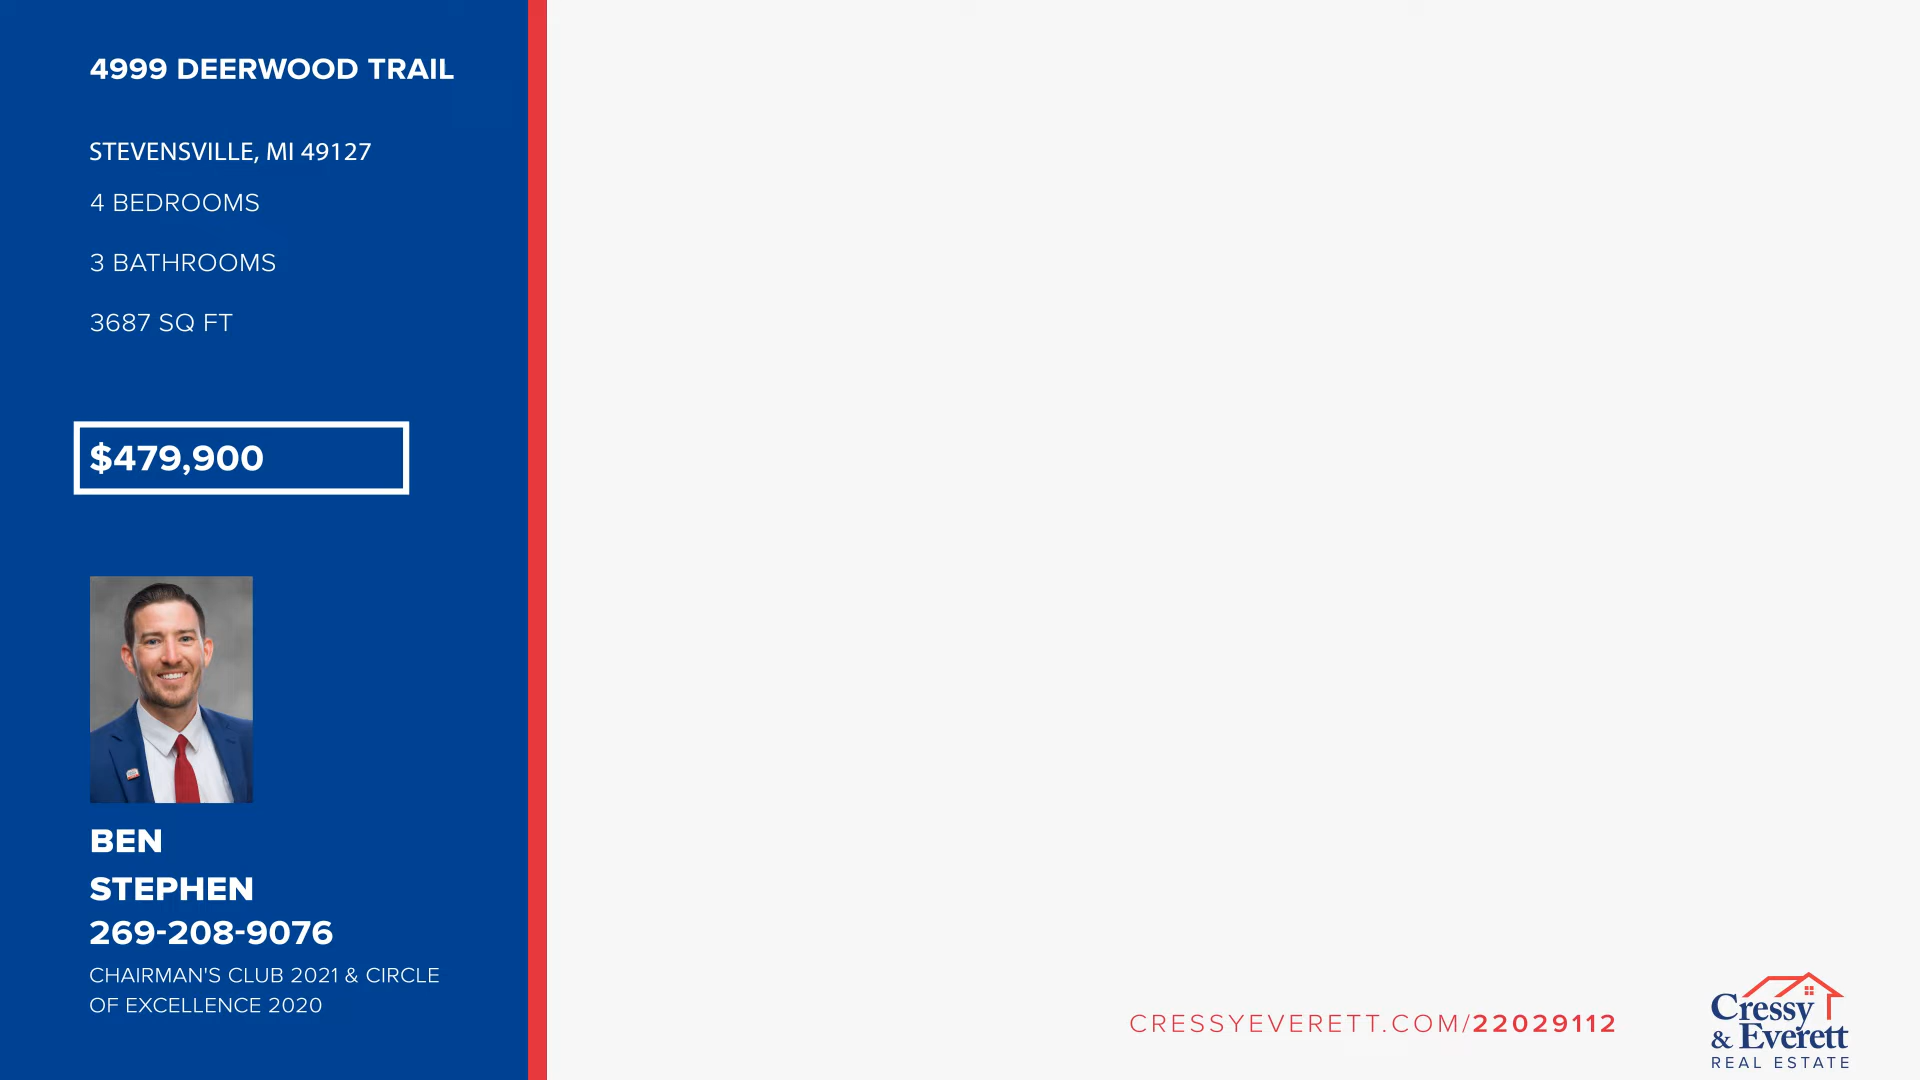 4999 DEERWOOD TRAIL
STEVENSVILLE, MI 49127
4 BEDROOMS
3 BATHROOMS
3687 SQ FT
$479,900
BEN
STEPHEN
269-208-9076
CHAIRMAN'S CLUB 2021 & CIRCLE
OF EXCELLENCE 2020
CRESSYEVERETT.COM/22029112
Cressy
& Everett
REAL ESTATE